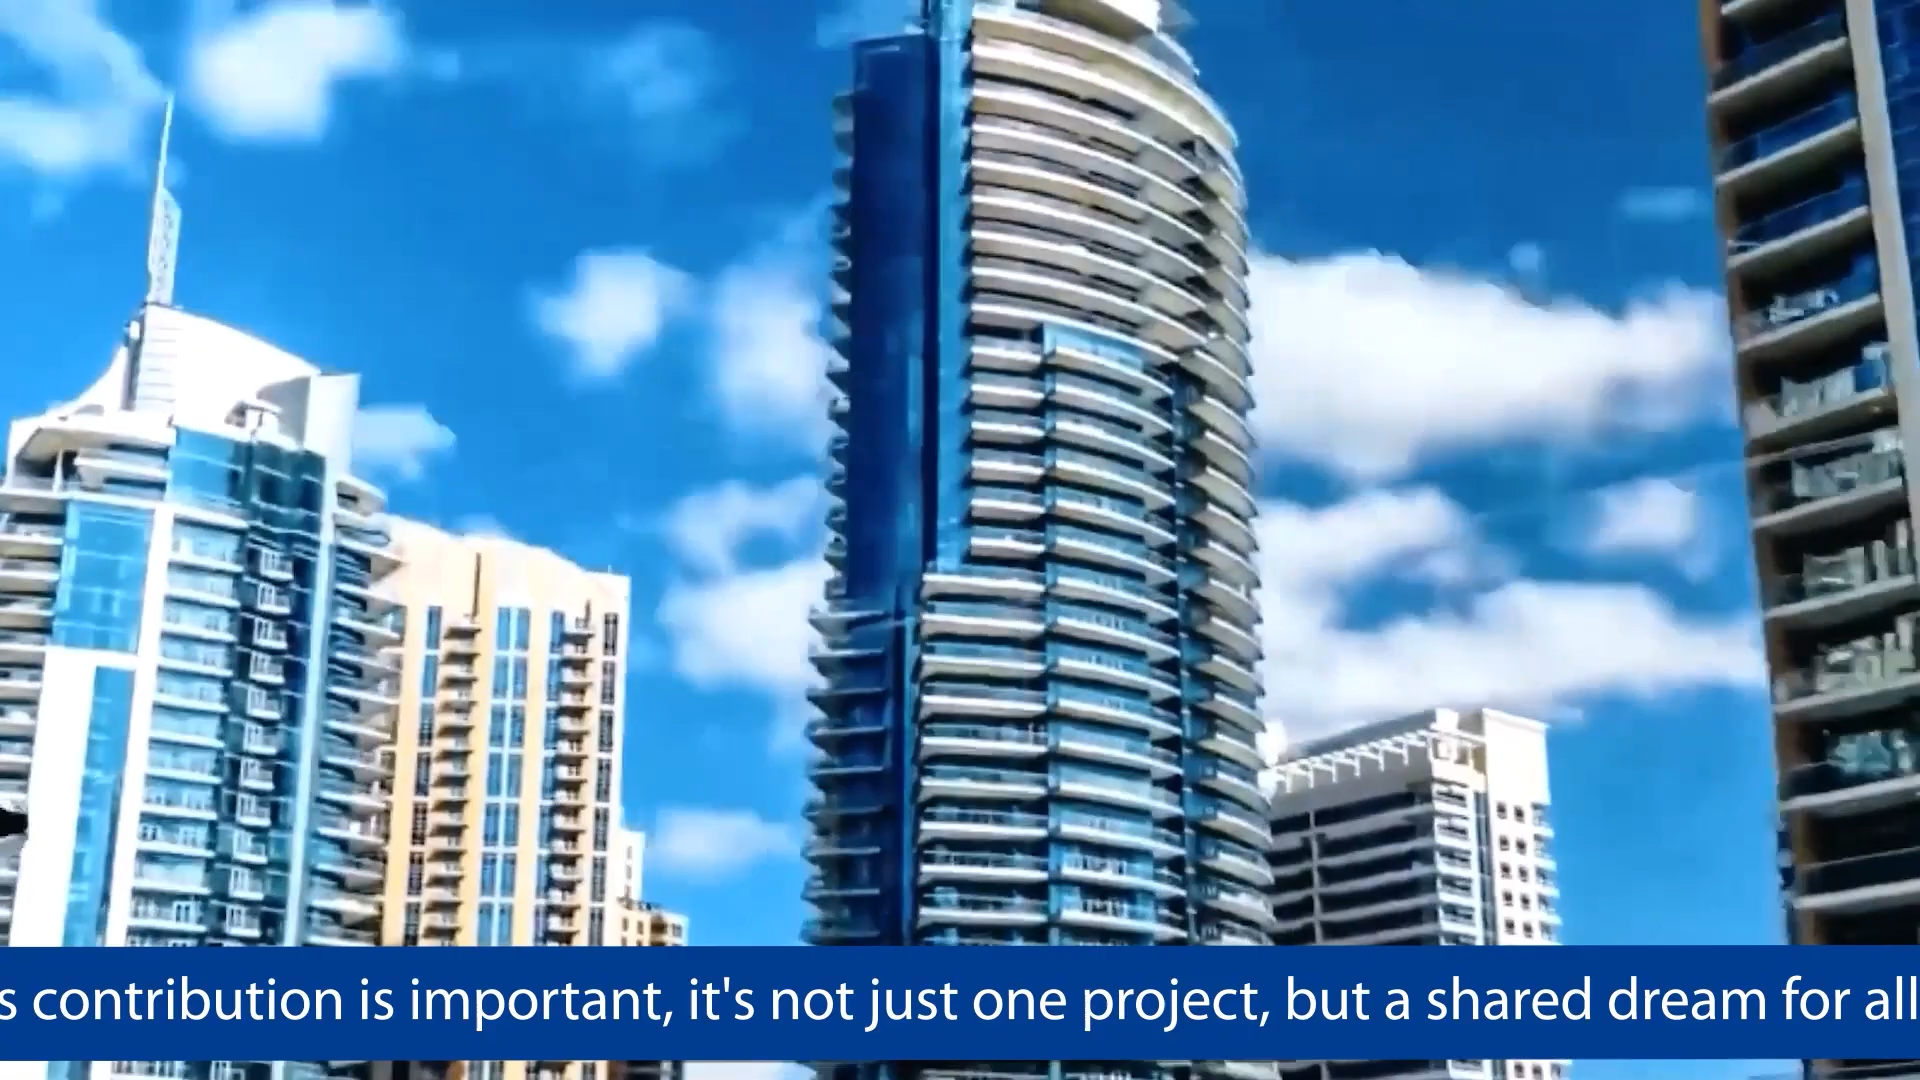 s contribution is important, it's not just one project, but a shared dream for all